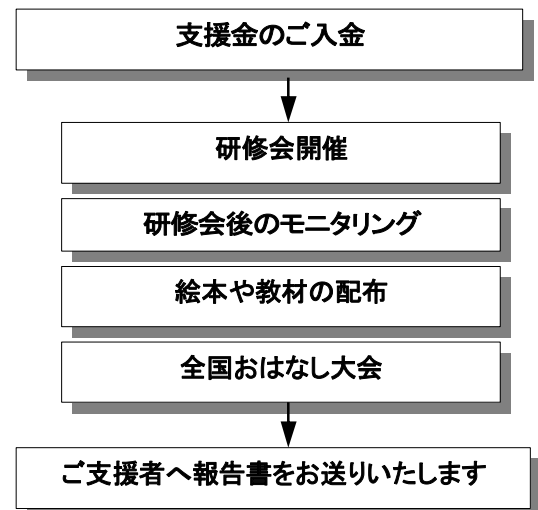 支援金のご入金
研修会開催
研修会後のモニタリング
絵本や教材の配布
全国おはなし大会
ご支援者へ報告書をお送りいたします